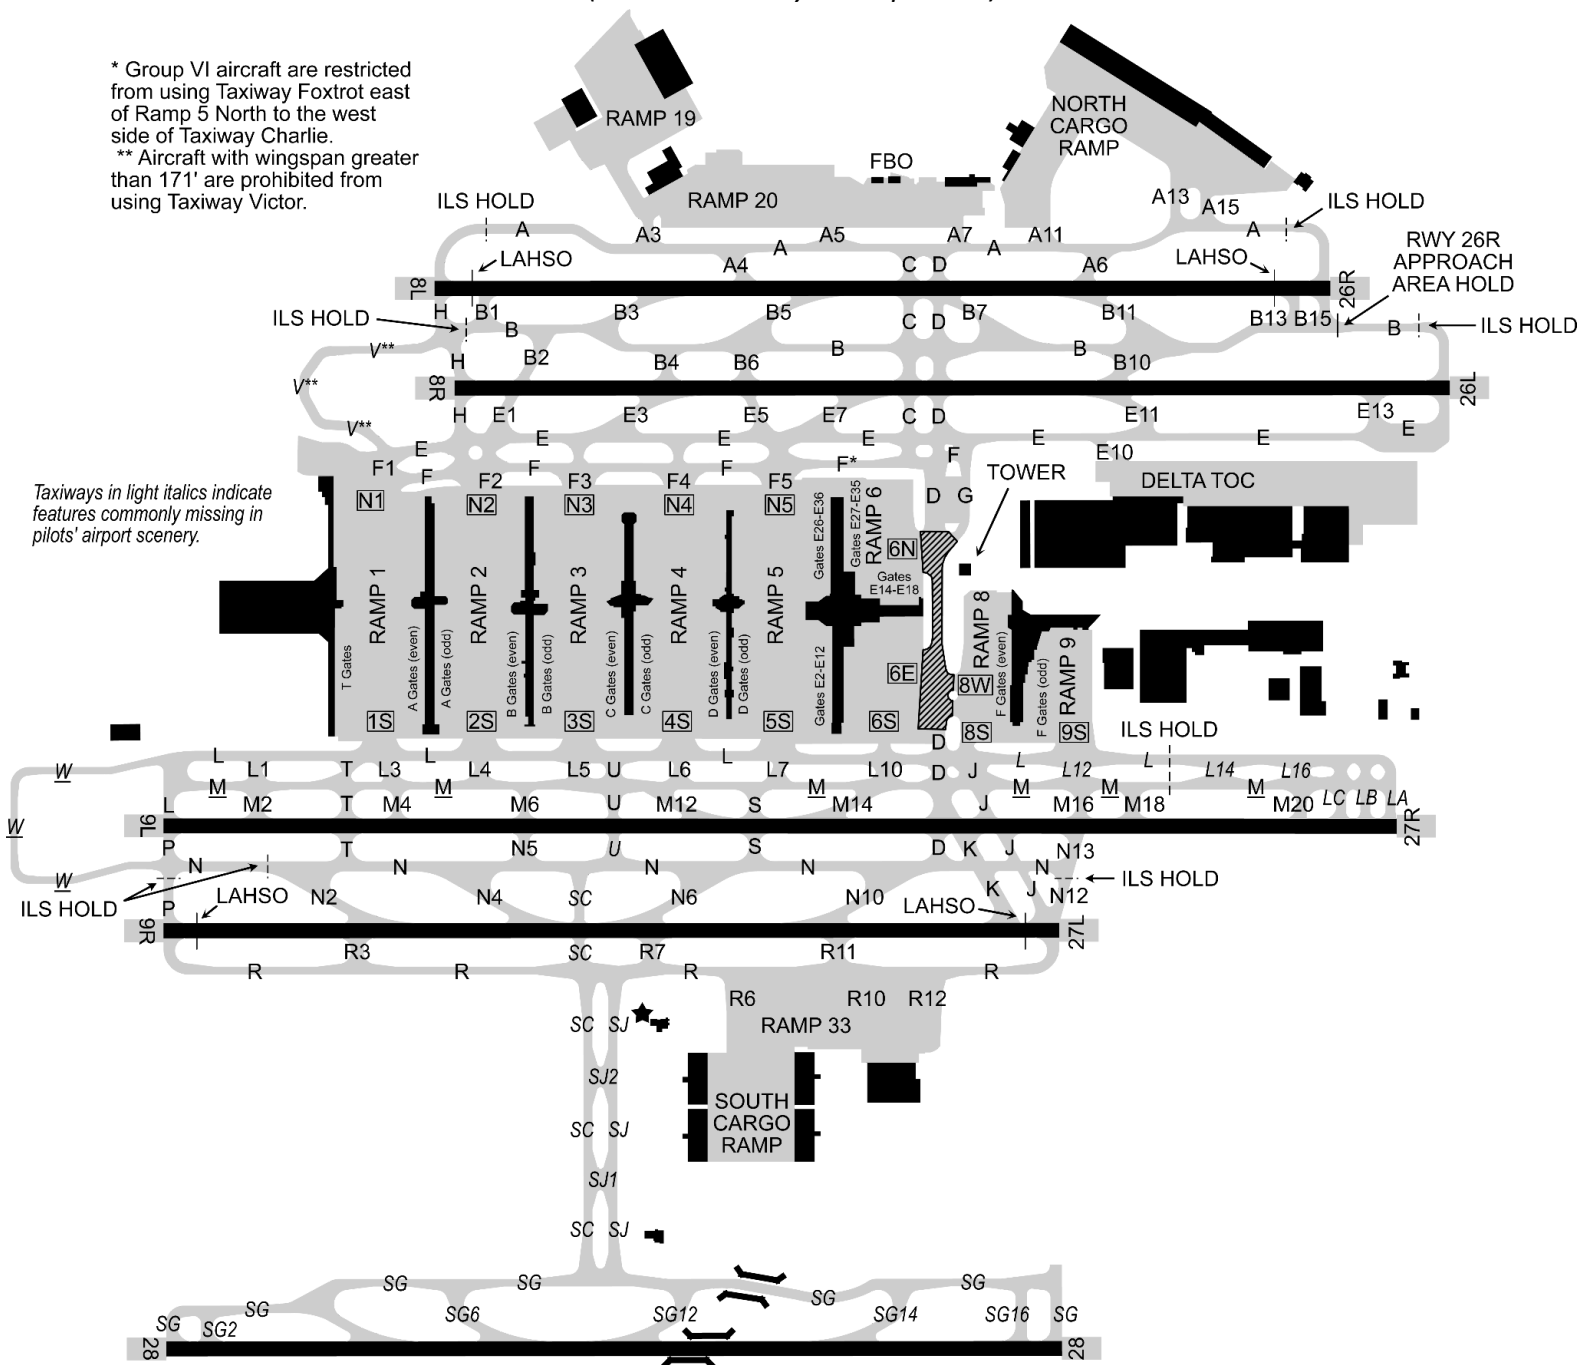 * Group VI aircraft are restricted
from using Taxiway Foxtrot east
of Ramp 5 North to the west
side of Taxiway Charlie.
** Aircraft with wingspan greater
than 171' are prohibited from
using Taxiway Victor.
RAMP 19
NORTH
CARGO
RAMP
FBO
RAMP 20
ILS HOLD
A13
A15
ILS HOLD
A
A3
A5
A
A7
A
A11
A
RWY 26R
APPROACH
AREA HOLD
LAHSO
A4
C
D
A6
LAHSO
8L
26R
ILS HOLD
H
B1
B
B3
B5
C
D
B7
B11
B13
B15
B
ILS HOLD
V**
H
B2
B4
B6
B
B
B10
V**
8R
26L
V**
H
E1
E3
E5
E7
C
D
E11
E13
E
E
E
E
E
E
E
E10
F
F1
F
F2
F
F3
F4
F
F5
F*
TOWER
DELTA TOC
Taxiways in light italics indicate
features commonly missing in
pilots' airport scenery.
N1
N2
N3
N4
N5
D
G
Gates E26-E36
Gates E27-E35
RAMP 6
6N
Gates
E14-E18
RAMP 1
RAMP 2
RAMP 3
RAMP 4
RAMP 5
RAMP 8
RAMP 9
T Gates
A Gates (even)
A Gates (odd)
B Gates (even)
B Gates (odd)
C Gates (even)
C Gates (odd)
D Gates (even)
D Gates (odd)
Gates E2-E12
6E
8W
F Gates (even)
F Gates (odd)
1S
2S
3S
4S
5S
6S
8S
9S
ILS HOLD
D
L
L
L
L
L
W
L1
T
L3
L4
L5
U
L6
L7
L10
D
J
L12
L14
L16
M
M
M
M
M
M
L
M2
T
M4
M6
U
M12
S
M14
J
M16
M18
M20
LC
LB
LA
W
9L
27R
P
T
N5
U
S
D
K
J
N13
N
N
N
N
N
W
ILS HOLD
ILS HOLD
P
LAHSO
N2
N4
SC
N6
N10
LAHSO
K
J
N12
9R
27L
R3
SC
R7
R11
R
R
R
R
R6
R10
R12
SC
SJ
RAMP 33
SJ2
SOUTH
CARGO
RAMP
SC
SJ
SJ1
SC
SJ
SG
SG
SG
SG
SG
SG
SG2
SG6
SG12
SG14
SG16
SG
28
28